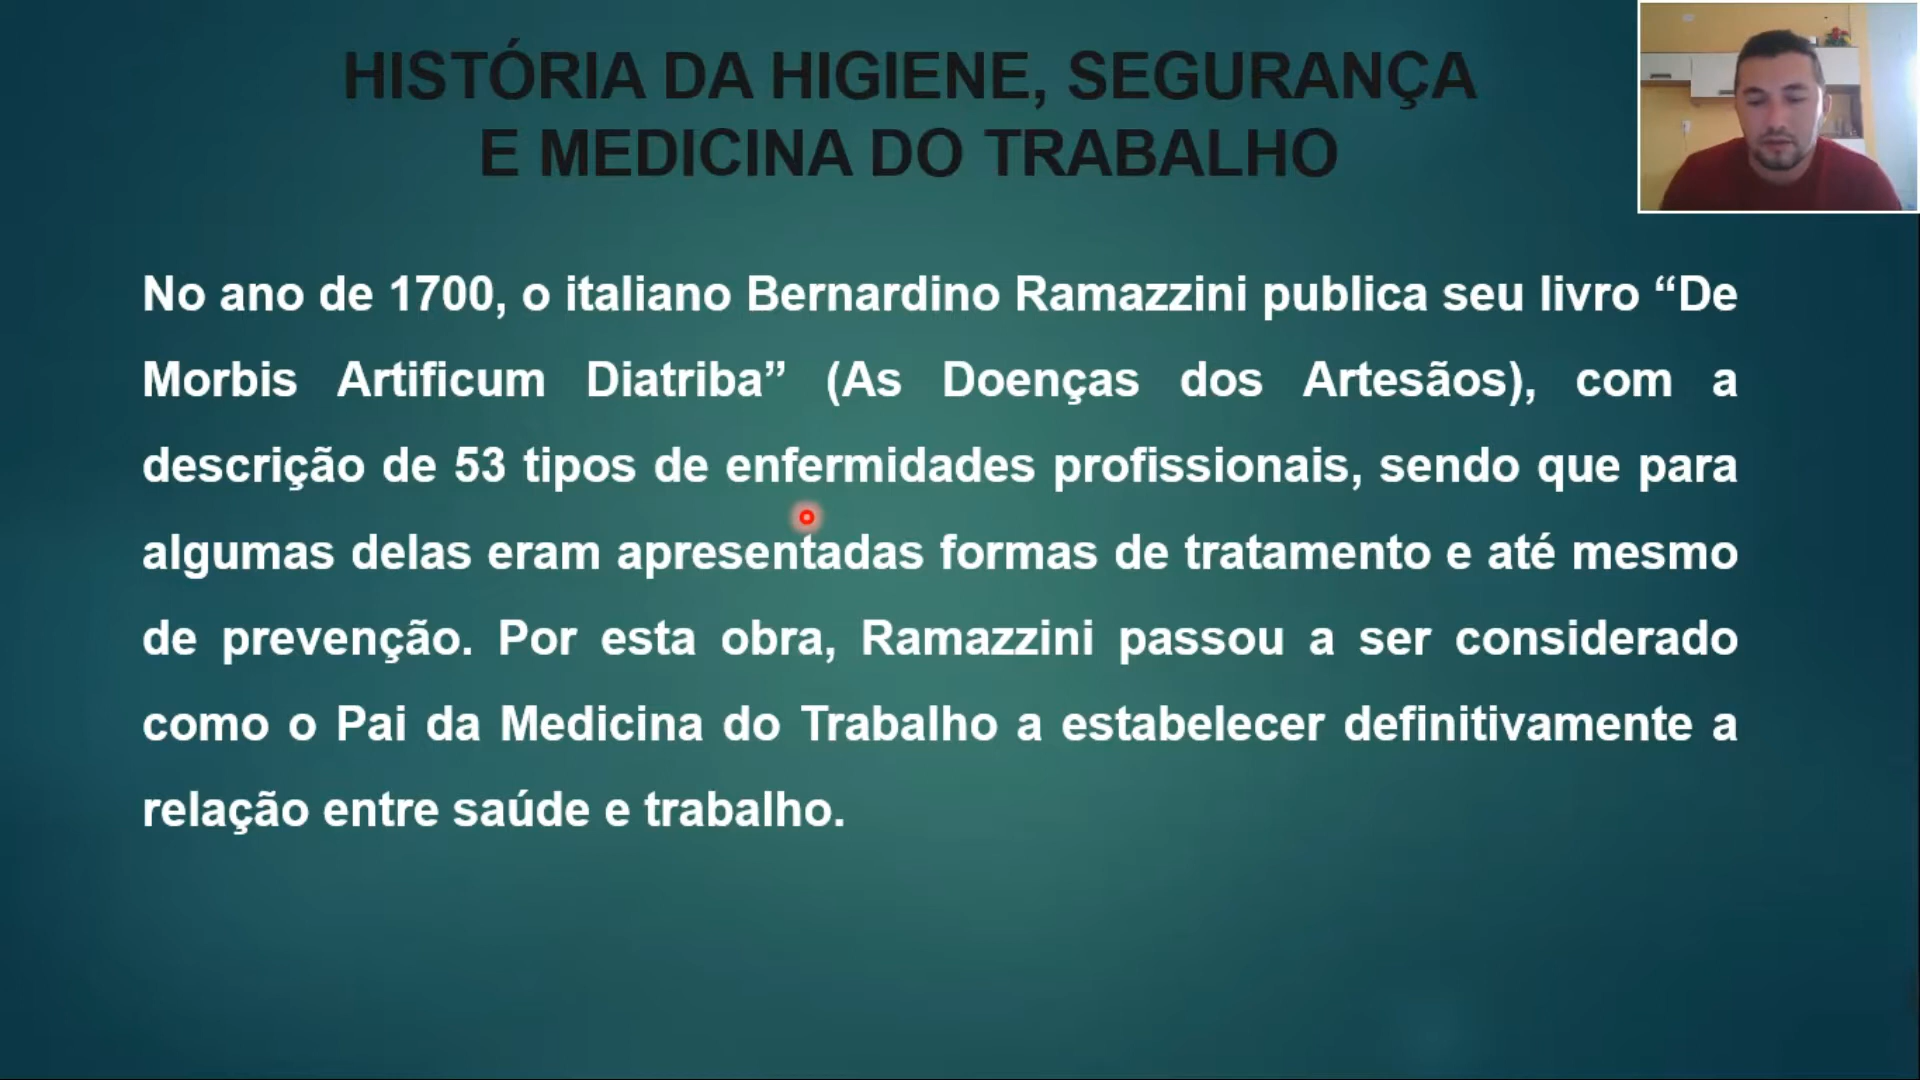 HISTÓRIA DA HIGIENE, SEGURANÇA
E MEDICINA DO TRABALHO
No ano de 1700, o italiano Bernardino Ramazzini publica seu livro “De
Morbis Artificum Diatriba” (As Doenças dos Artesãos), com a
descrição de 53 tipos de enfermidades profissionais, sendo que para
algumas delas eram apresentadas formas de tratamento e até mesmo
de prevenção. Por esta obra, Ramazzini passou a ser considerado
como o Pai da Medicina do Trabalho a estabelecer definitivamente a
relação entre saúde e trabalho.